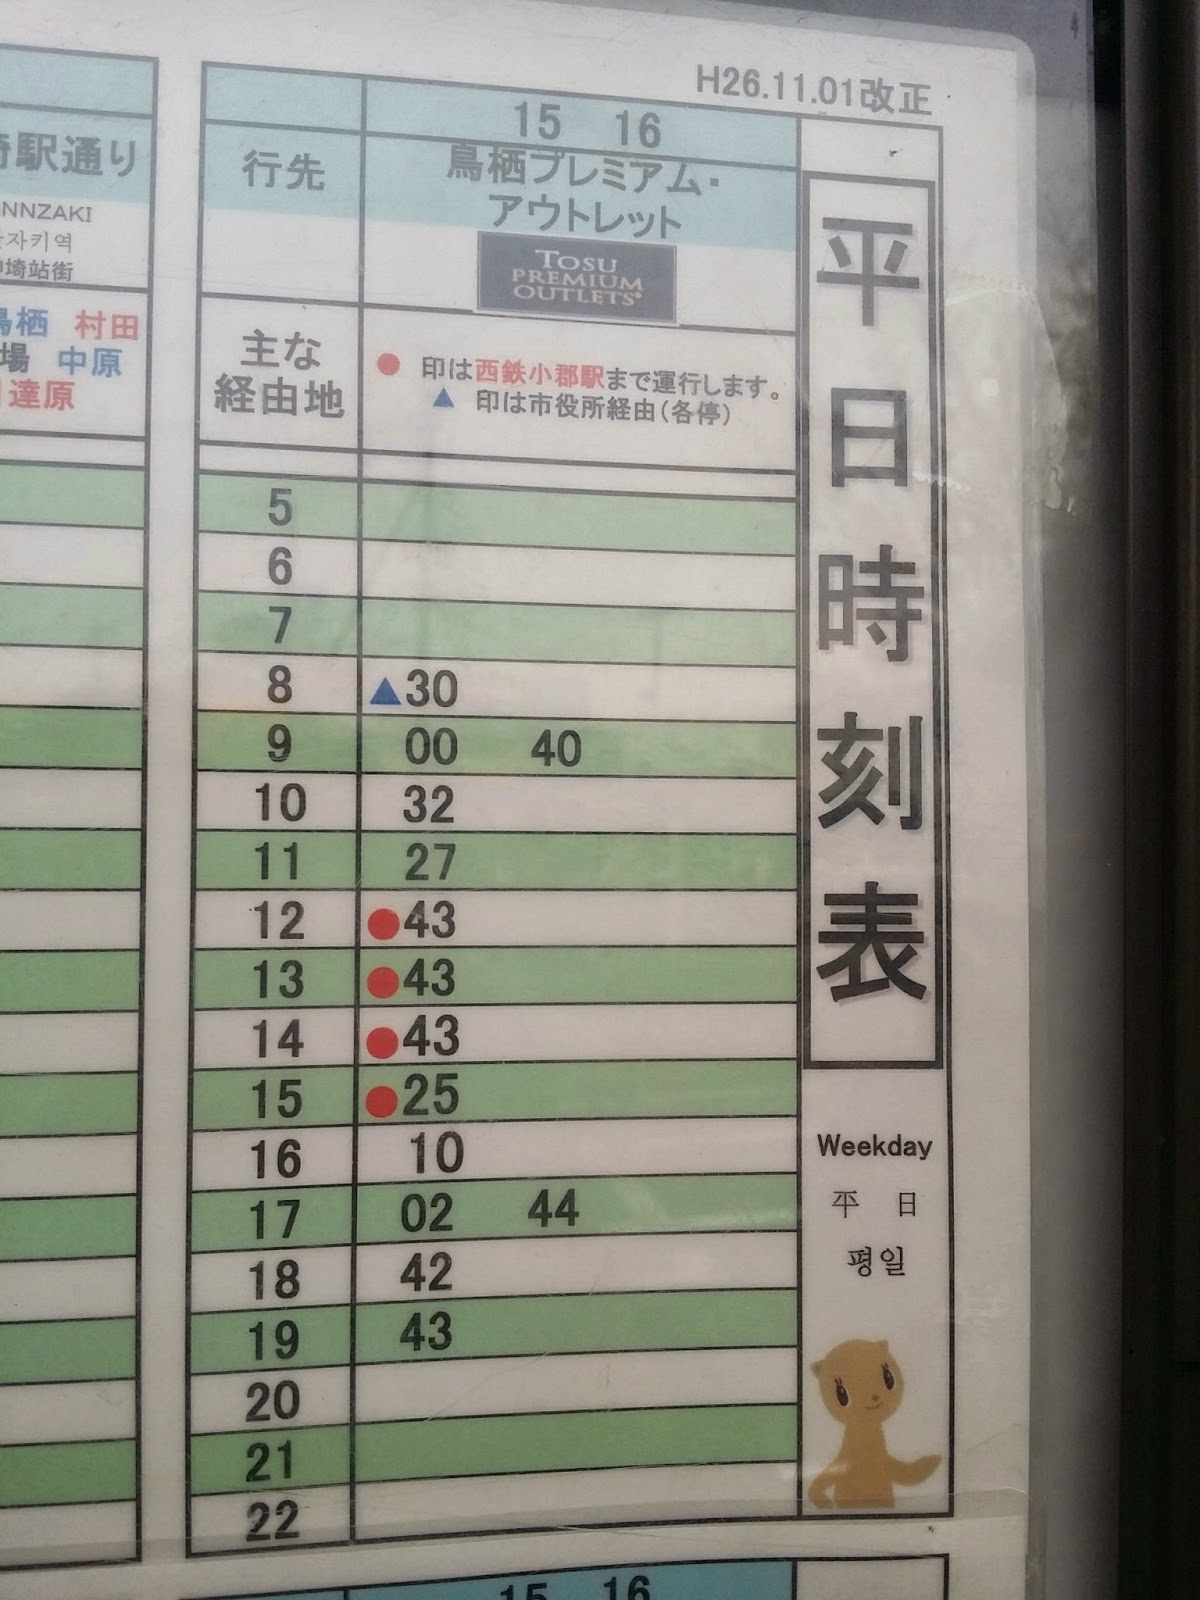 H26.11.01改正
駅通り
NNZAKI
자키역
埼站街
鳥栖 村田
場 中原
達原
15 16
行先
鳥栖プレミアム・
アウトレット
TOSU
PREMIUM
OUTLETS®
主な
経由地
● 印は西鉄小郡駅まで運行します。
▲ 印は市役所経由(各停)
5
6
7
8 ▲30
9 00 40
10 32
11 27
12 ●43
13 ●43
14 ●43
15 ●25
16 10
17 02 44
18 42
19 43
20
21
22
平日時刻表
Weekday
平 日
평일
15 16